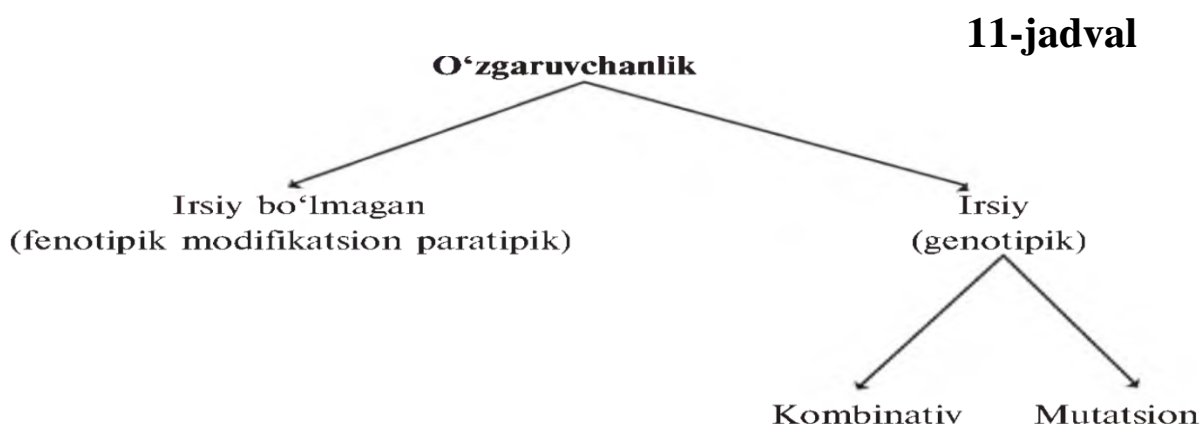 11-jadval
O‘zgaruvchanlik
Irsiy bo‘lmagan
(fenotipik modifikatsion paratipik)
Irsiy
(genotipik)
Kombinativ
Mutatsion